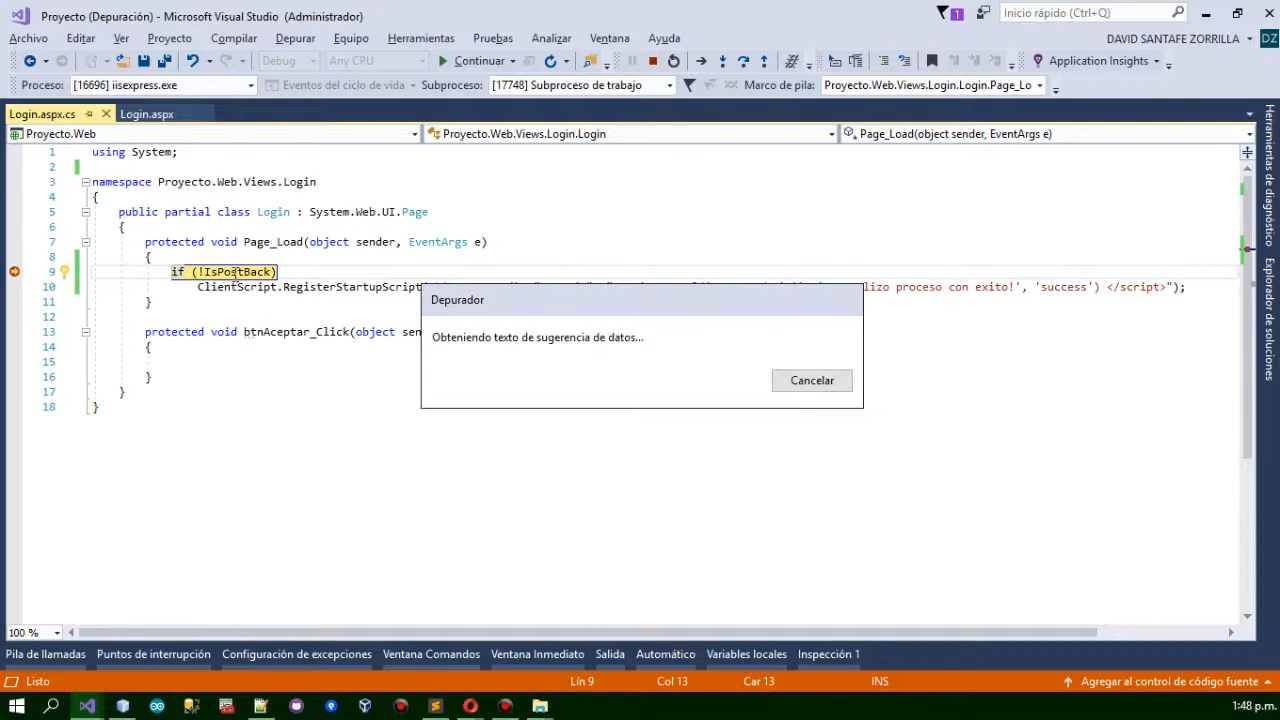 Proyecto (Depuración) - Microsoft Visual Studio (Administrador)
1
Inicio rápido (Ctrl+Q)
Archivo Editar Ver Proyecto Compilar Depurar Equipo Herramientas Pruebas Analizar Ventana Ayuda
DAVID SANTAFE ZORRILLA
DZ
Debug Any CPU Continuar Application Insights
Proceso: [16696] iisexpress.exe Eventos del ciclo de vida Subproceso: [17748] Subproceso de trabajo Marco de pila: Proyecto.Web.Views.Login.Login.Page_Lo
Login.aspx.cs Login.aspx
Proyecto.Web Proyecto.Web.Views.Login.Login Page_Load(object sender, EventArgs e)
1 using System;
2
3 namespace Proyecto.Web.Views.Login
4 {
5 public partial class Login : System.Web.UI.Page
6 {
7 protected void Page_Load(object sender, EventArgs e)
8 {
9 if (!IsPostBack)
10 ClientScript.RegisterStartupScript( lizo proceso con exito!', 'success') </script>");
11 }
12
13 protected void btnAceptar_Click(object sen
14 {
15
16 }
17 }
18 }
Depurador
Obteniendo texto de sugerencia de datos...
Cancelar
Herramientas de diagnóstico
Explorador de soluciones
100 %
Pila de llamadas Puntos de interrupción Configuración de excepciones Ventana Comandos Ventana Inmediato Salida Automático Variables locales Inspección 1
Listo Lín 9 Col 13 Car 13 INS Agregar al control de código fuente
1:48 p.m.